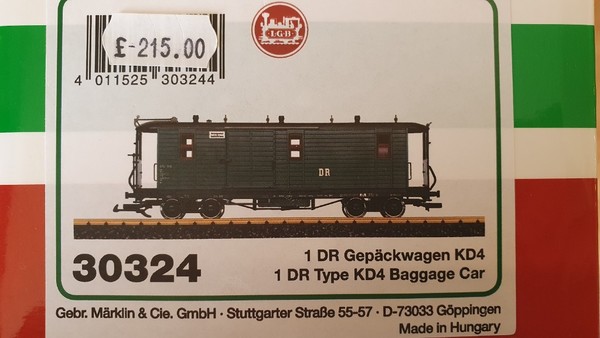 LGB
£-215.00
4 011525 303244
DR
30324
1 DR Gepäckwagen KD4
1 DR Type KD4 Baggage Car
Gebr. Märklin & Cie. GmbH · Stuttgarter Straße 55-57 · D-73033 Göppingen
Made in Hungary